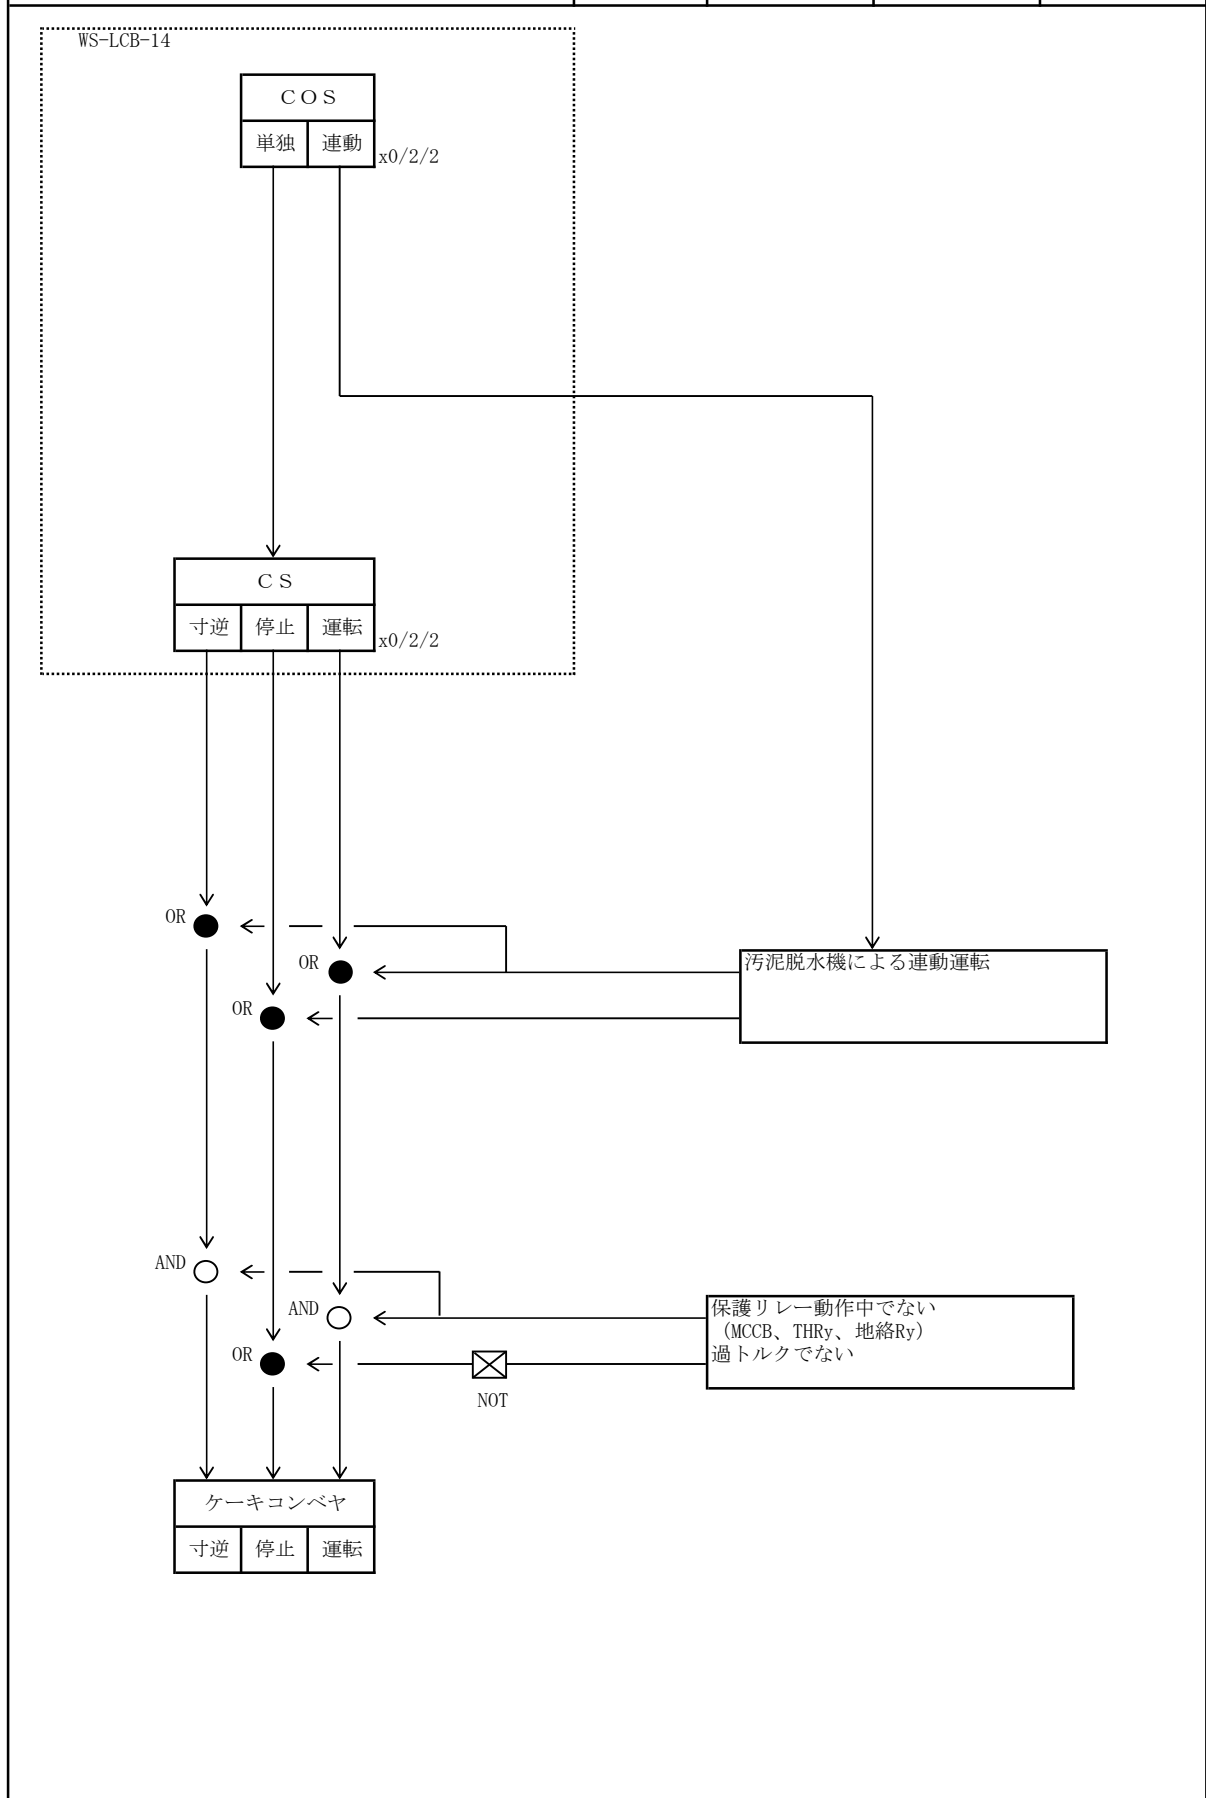 WS-LCB-14
ＣＯＳ
単独 連動
x0/2/2
ＣＳ
寸逆 停止 運転
x0/2/2
OR
OR
OR
汚泥脱水機による連動運転
AND
AND
OR
保護リレー動作中でない
（MCCB、THRy、地絡Ry）
過トルクでない
NOT
ケーキコンベヤ
寸逆 停止 運転